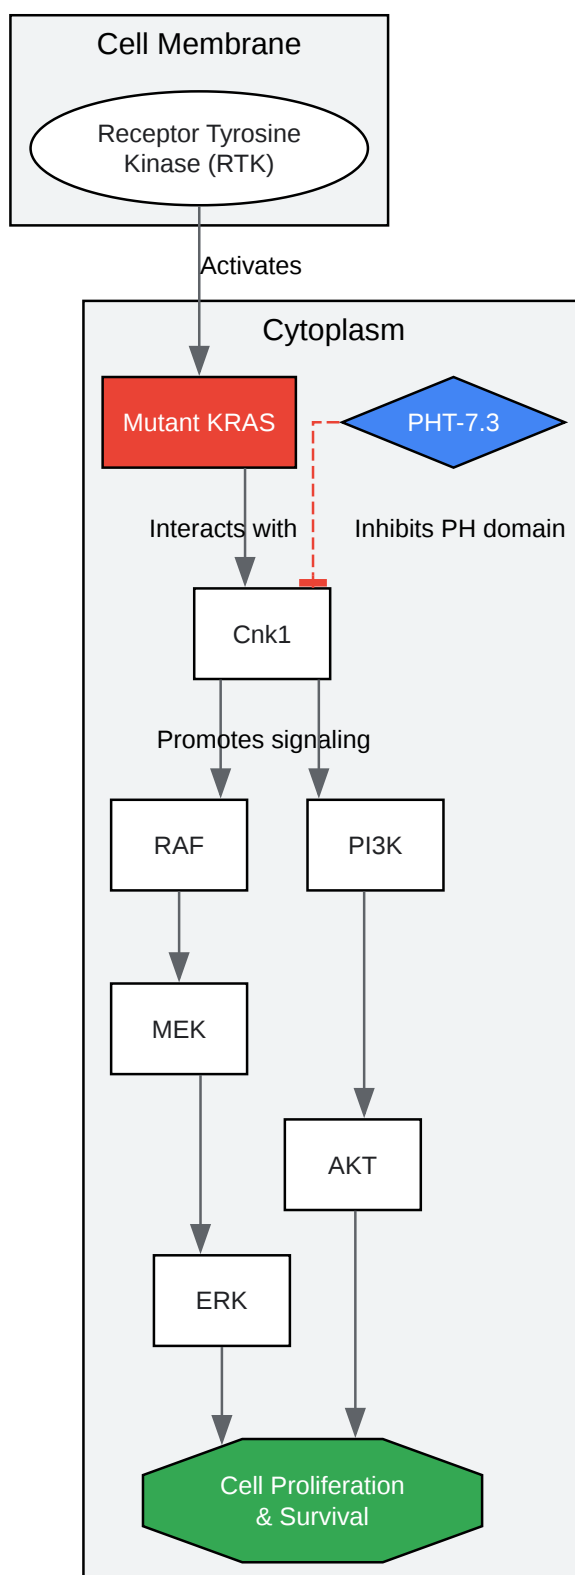 Cell Membrane
Receptor Tyrosine
Kinase (RTK)
Activates
Cytoplasm
Mutant KRAS
PHT-7.3
Interacts with
Inhibits PH domain
Cnk1
Promotes signaling
RAF
PI3K
MEK
AKT
ERK
Cell Proliferation
& Survival